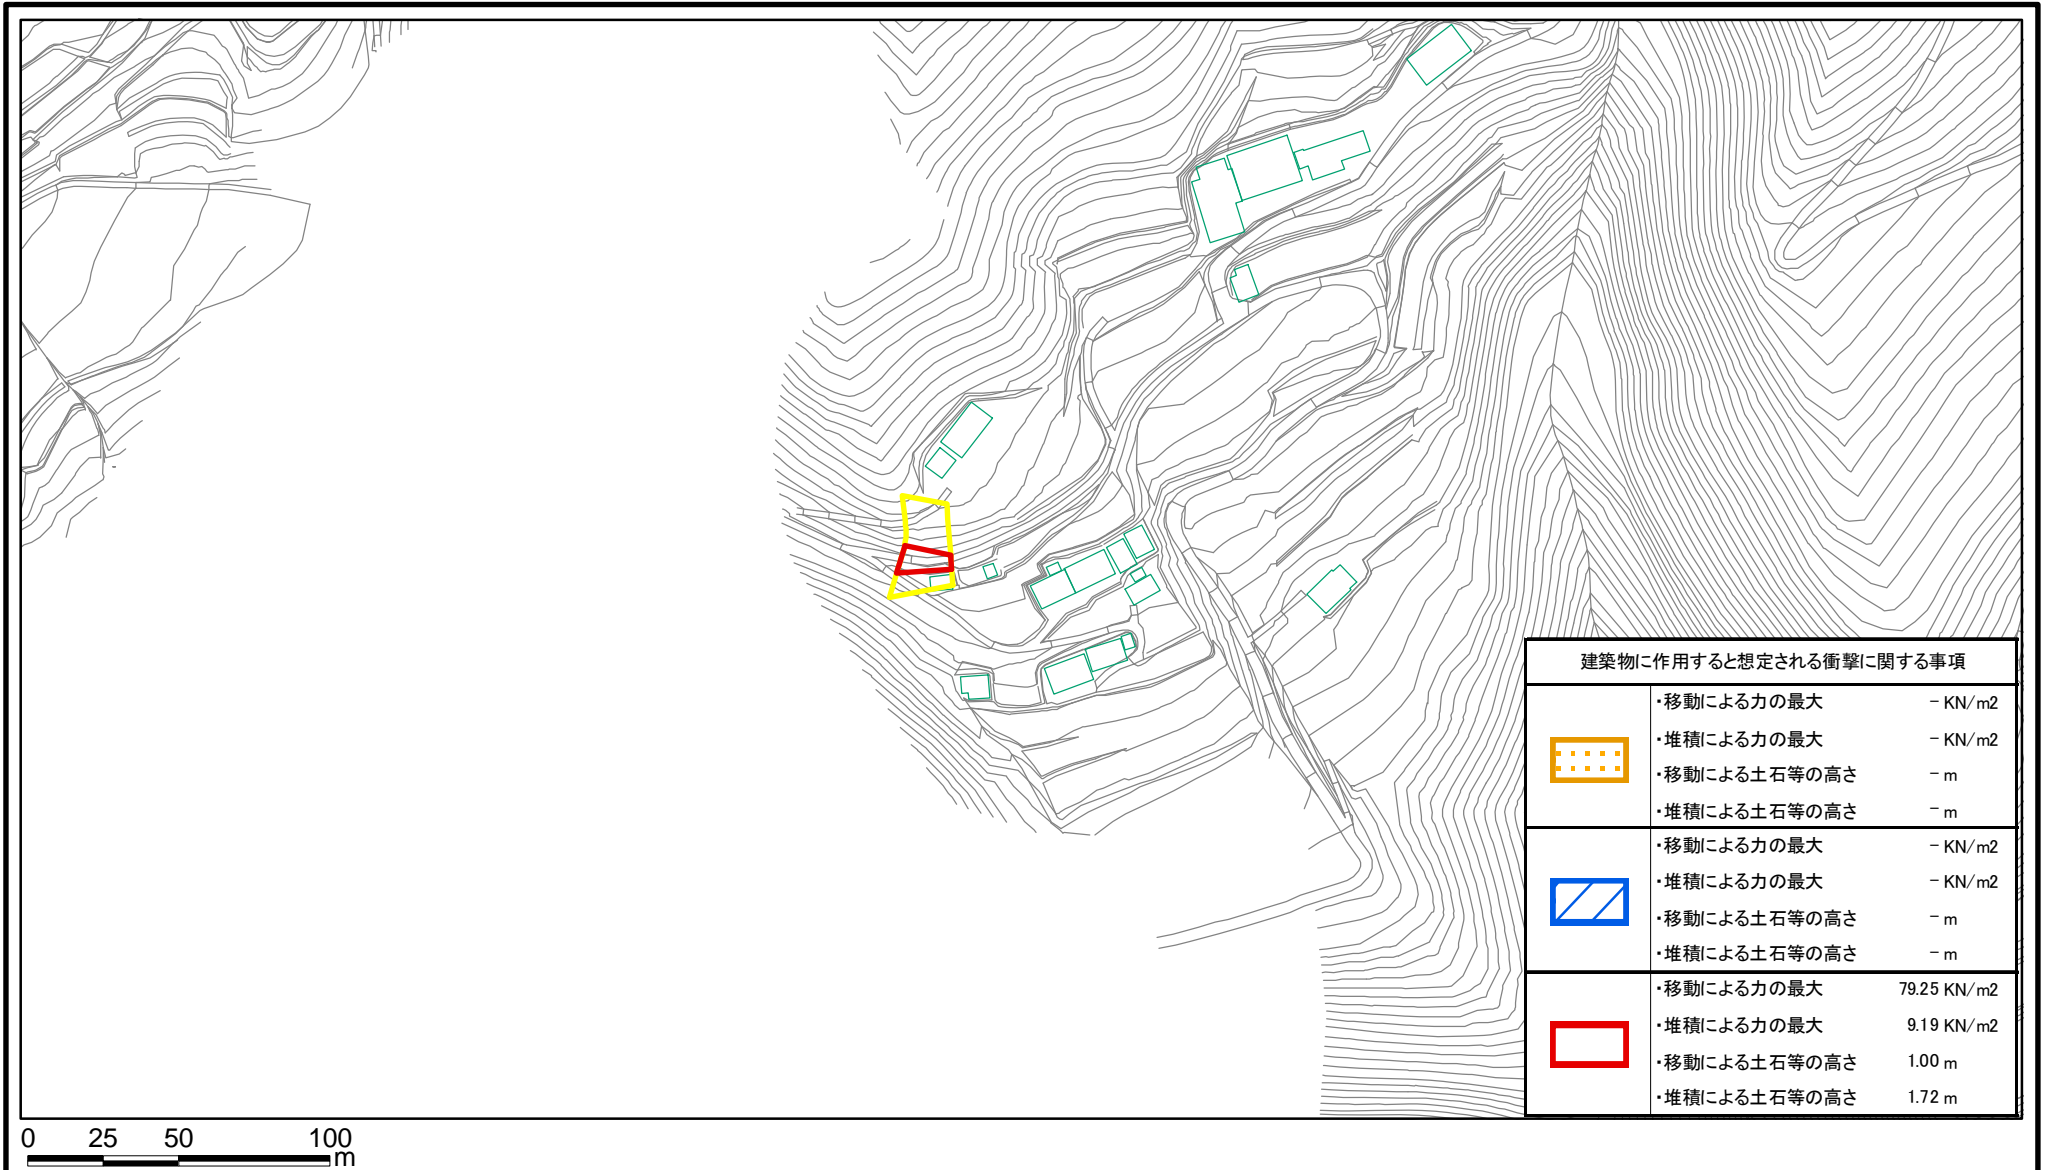 建築物に作用すると想定される衝撃に関する事項
・移動による力の最大 － KN/m2
・堆積による力の最大 － KN/m2
・移動による土石等の高さ － m
・堆積による土石等の高さ － m
・移動による力の最大 － KN/m2
・堆積による力の最大 － KN/m2
・移動による土石等の高さ － m
・堆積による土石等の高さ － m
・移動による力の最大 79.25 KN/m2
・堆積による力の最大 9.19 KN/m2
・移動による土石等の高さ 1.00 m
・堆積による土石等の高さ 1.72 m
0 25 50 100
m